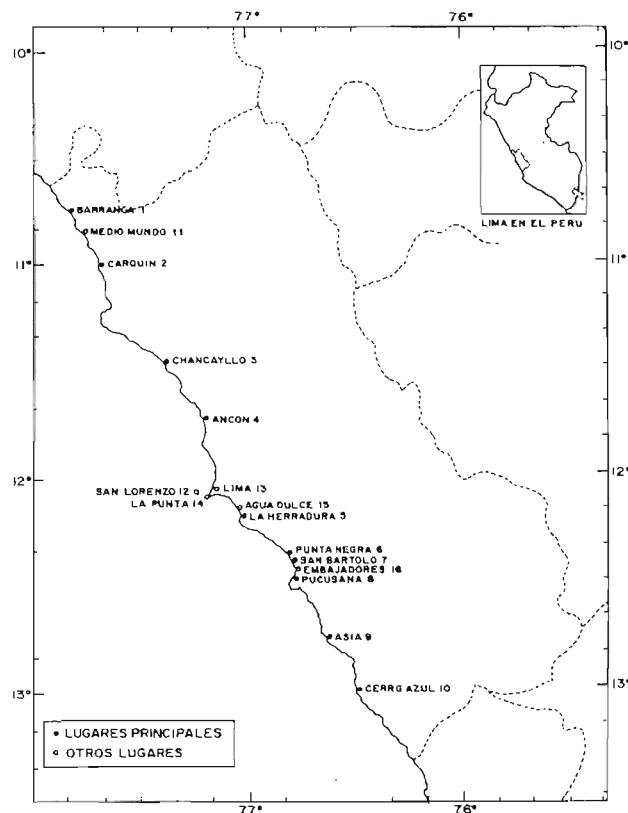 77°
76°
10°
10°
LIMA EN EL PERU
BARRANCA 1
MEDIO MUNDO 11
11°
CARQUIN 2
11°
CHANCAYLLO 3
ANCON 4
12°
12°
LIMA 13
SAN LORENZO 12
LA PUNTA 14
AGUA DULCE 15
LA HERRADURA 5
PUNTA NEGRA 6
SAN BARTOLO 7
EMBAJADORES 16
PUCUSANA 8
ASIA 9
13°
CERRO AZUL 10
13°
LUGARES PRINCIPALES
OTROS LUGARES
77°
76°